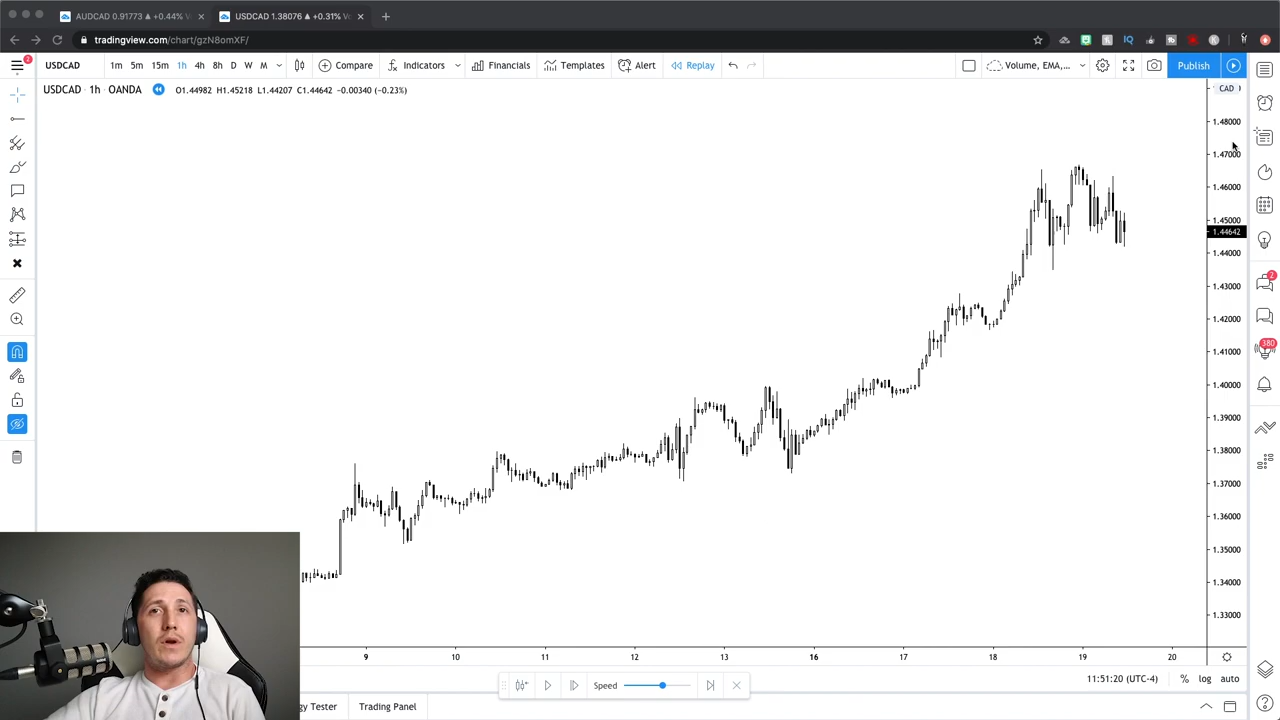 AUDCAD 0.91773 ▲ +0.44%
USDCAD 1.38076 ▲ +0.31%
tradingview.com/chart/gzN8omXF/
2
USDCAD 1m 5m 15m 1h 4h 8h D W M Compare Indicators Financials Templates Alert Replay Volume, EMA,... Publish
USDCAD · 1h · OANDA O1.44982 H1.45218 L1.44207 C1.44642 -0.00340 (-0.23%)
CAD
1.48000
1.47000
1.46000
1.45000
1.44642
1.44000
1.43000
1.42000
1.41000
1.40000
1.39000
1.38000
1.37000
1.36000
1.35000
1.34000
1.33000
2
380
9 10 11 12 13 16 17 18 19 20
Speed
11:51:20 (UTC-4) % log auto
Tester Trading Panel